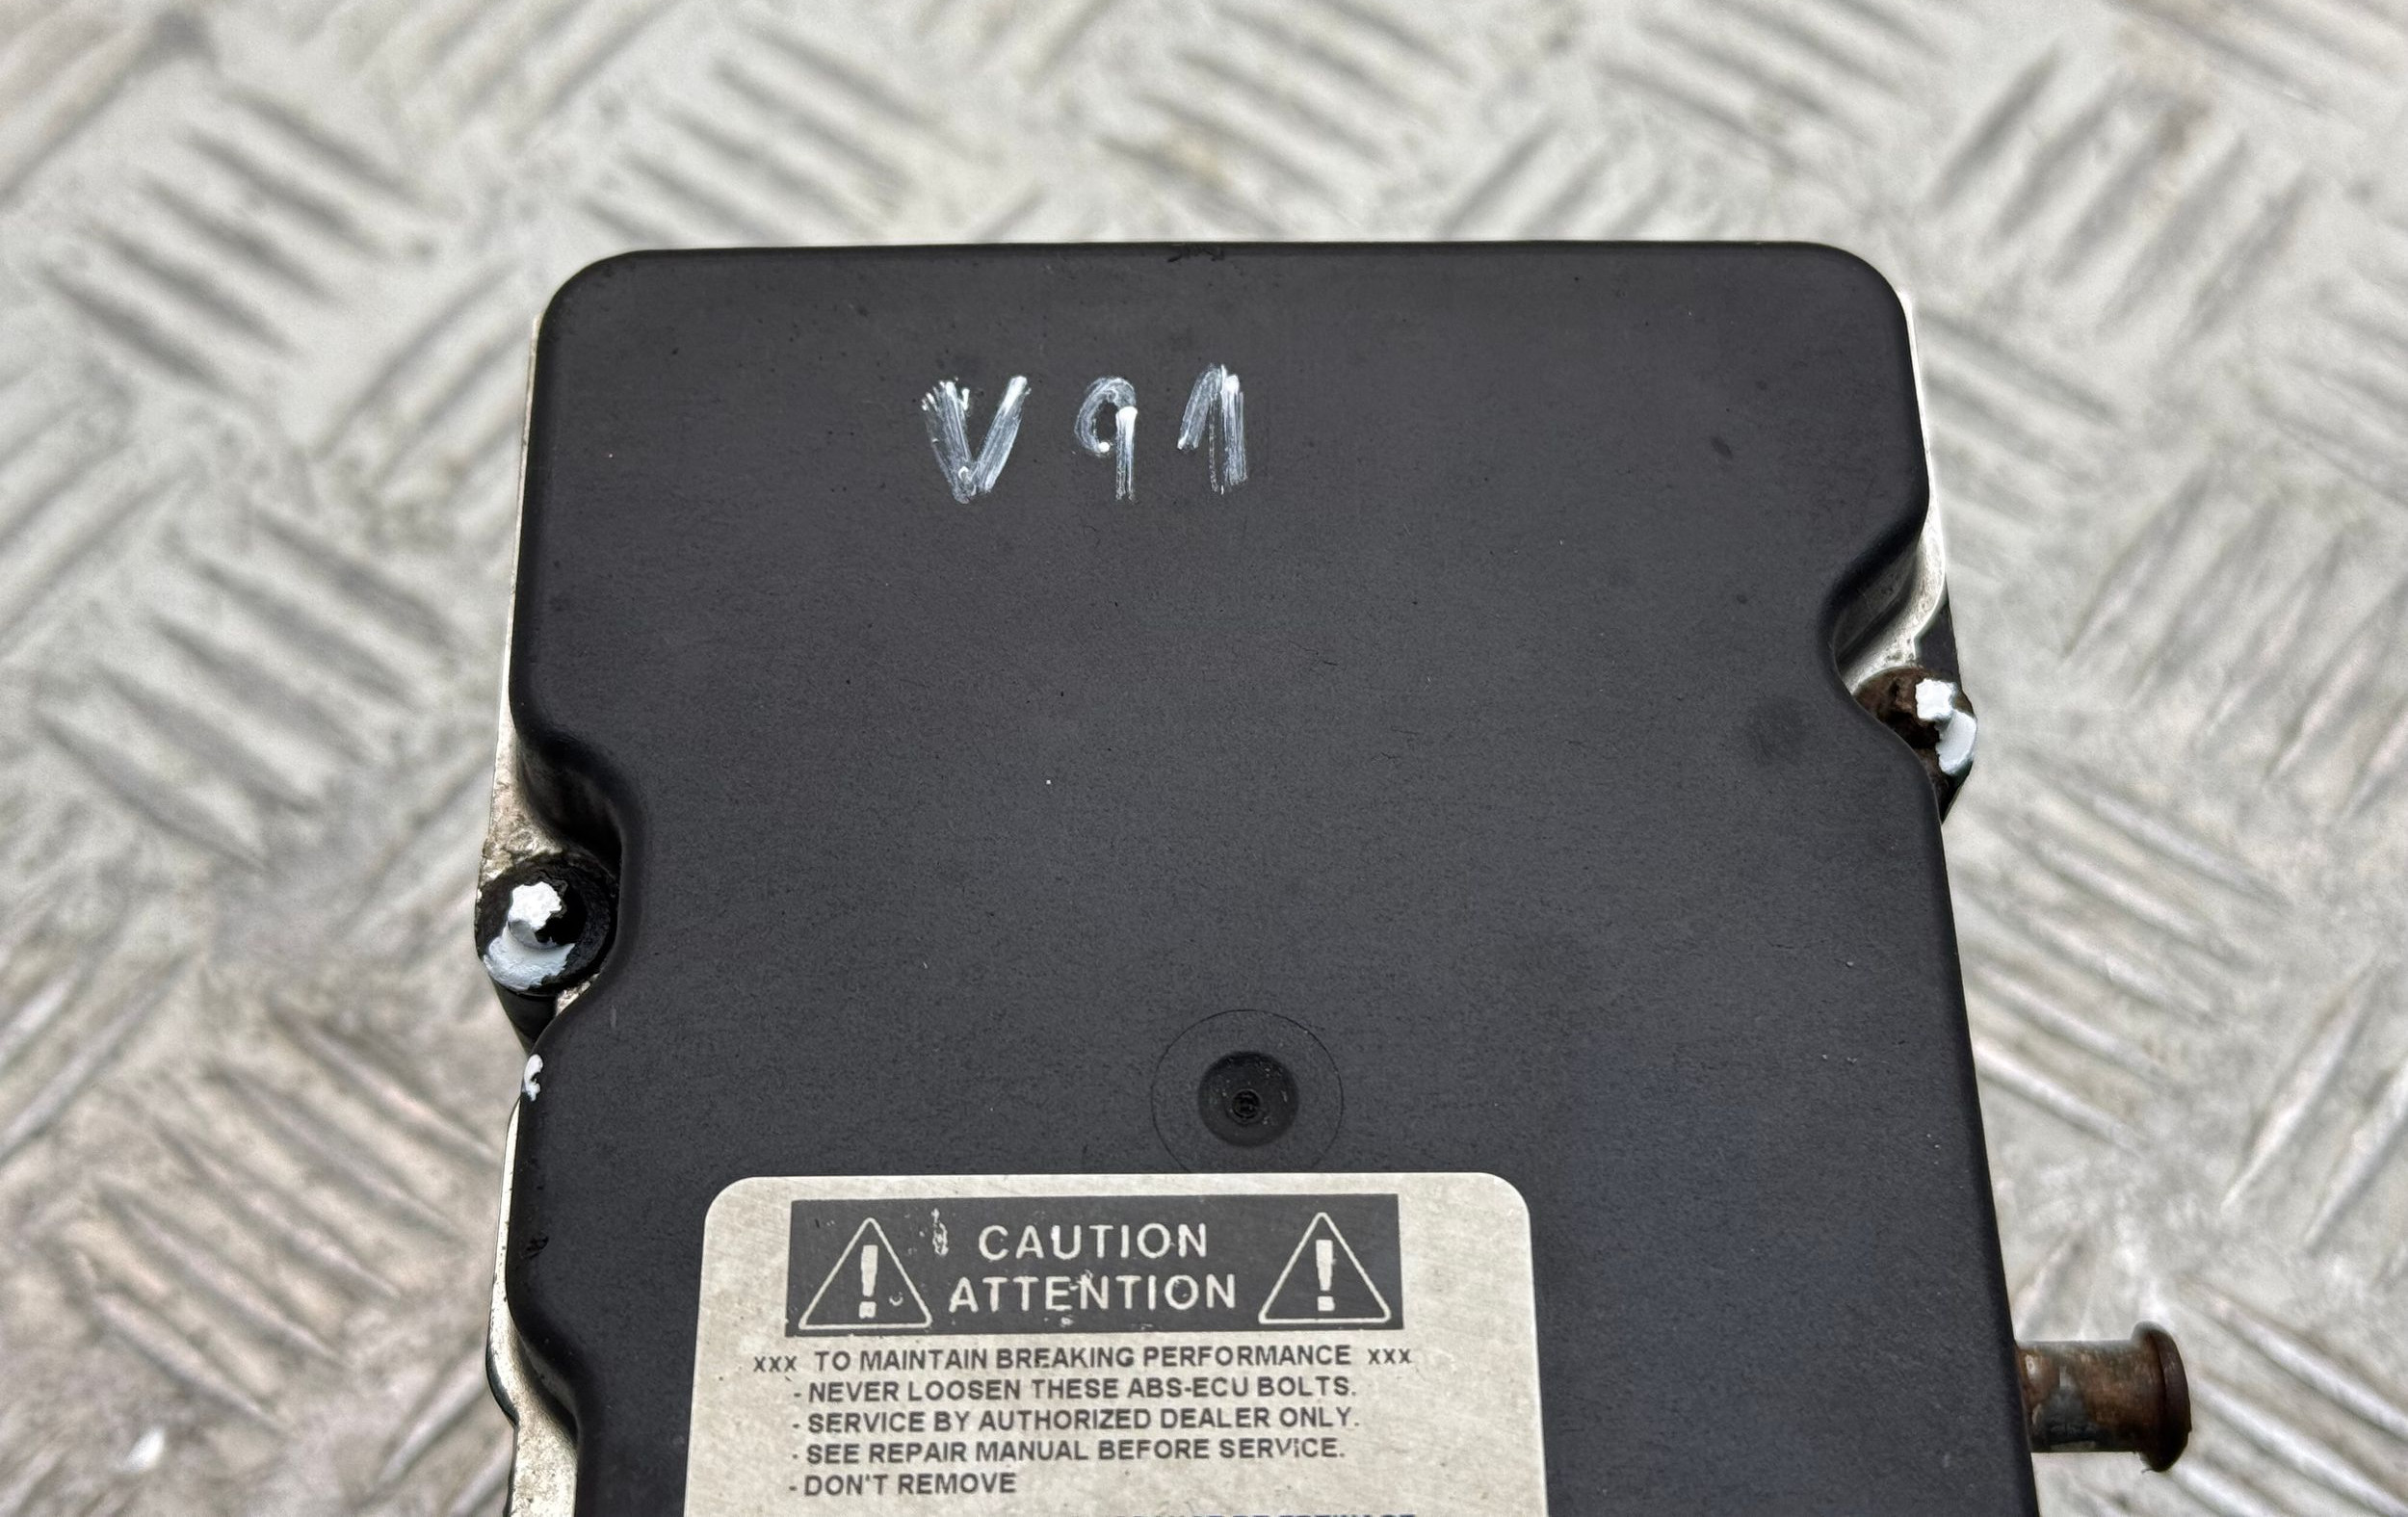 V91
CAUTION
ATTENTION
xxx TO MAINTAIN BREAKING PERFORMANCE xxx
- NEVER LOOSEN THESE ABS-ECU BOLTS.
- SERVICE BY AUTHORIZED DEALER ONLY.
- SEE REPAIR MANUAL BEFORE SERVICE.
- DON'T REMOVE